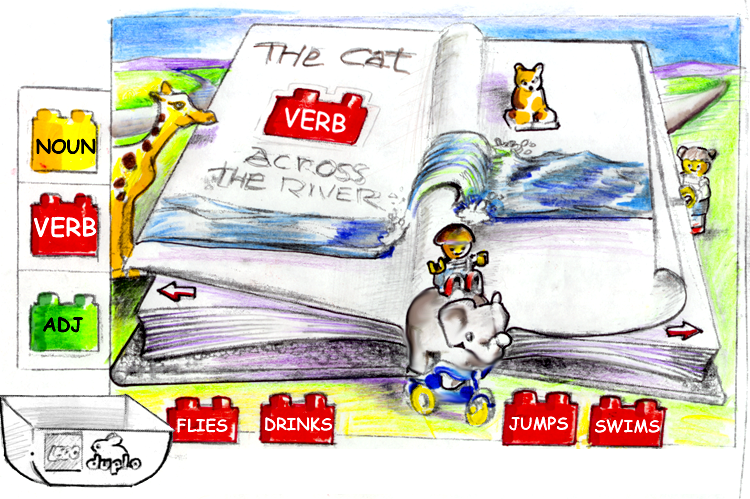 THE CAT
VERB
ACROSS
THE RIVER
NOUN
VERB
ADJ
FLIES
DRINKS
JUMPS
SWIMS
LEGO
duplo